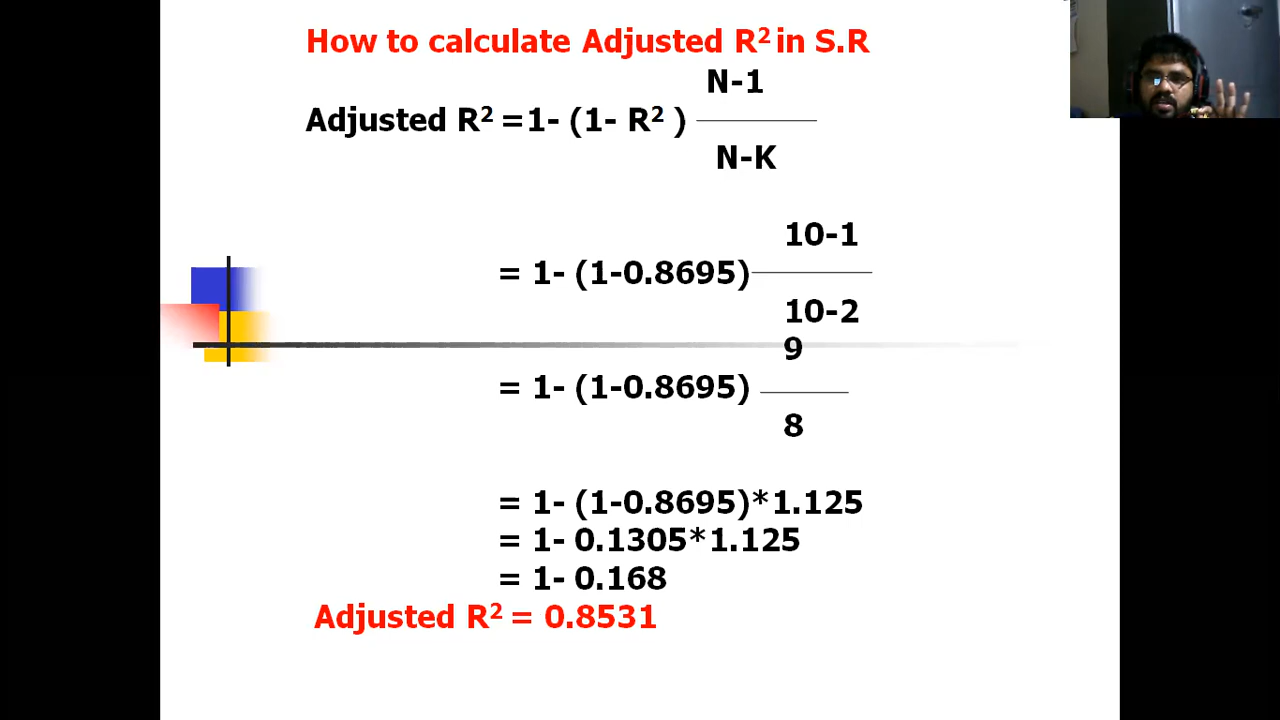 How to calculate Adjusted R² in S.R
N-1
Adjusted R² =1- (1- R² )
N-K
10-1
= 1- (1-0.8695)
10-2
9
= 1- (1-0.8695)
8
= 1- (1-0.8695)*1.125
= 1- 0.1305*1.125
= 1- 0.168
Adjusted R² = 0.8531